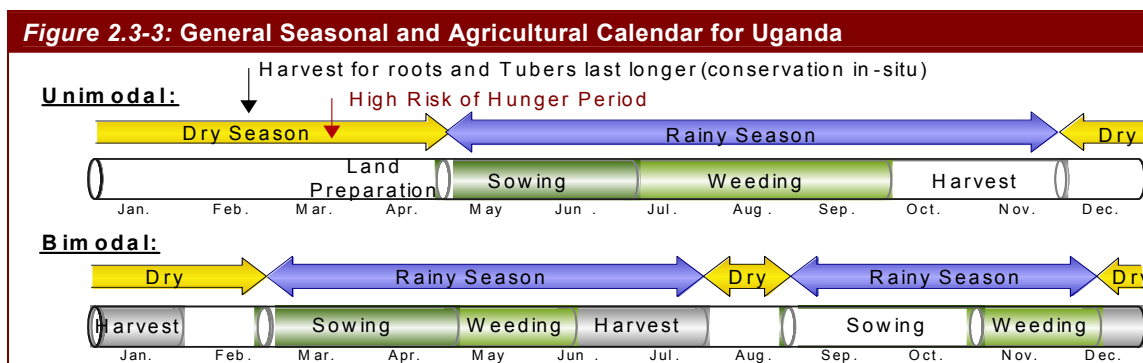 Figure 2.3-3: General Seasonal and Agricultural Calendar for Uganda
Harvest for roots and Tubers last longer (conservation in-situ)
Unimodal:
High Risk of Hunger Period
Dry Season Rainy Season Dry
Land
Preparation Sowing Weeding Harvest
Jan. Feb. Mar. Apr. May Jun. Jul. Aug. Sep. Oct. Nov. Dec.
Bimodal:
Dry Rainy Season Dry Rainy Season Dry
Harvest Sowing Weeding Harvest Sowing Weeding
Jan. Feb. Mar. Apr. May Jun. Jul. Aug. Sep. Oct. Nov. Dec.